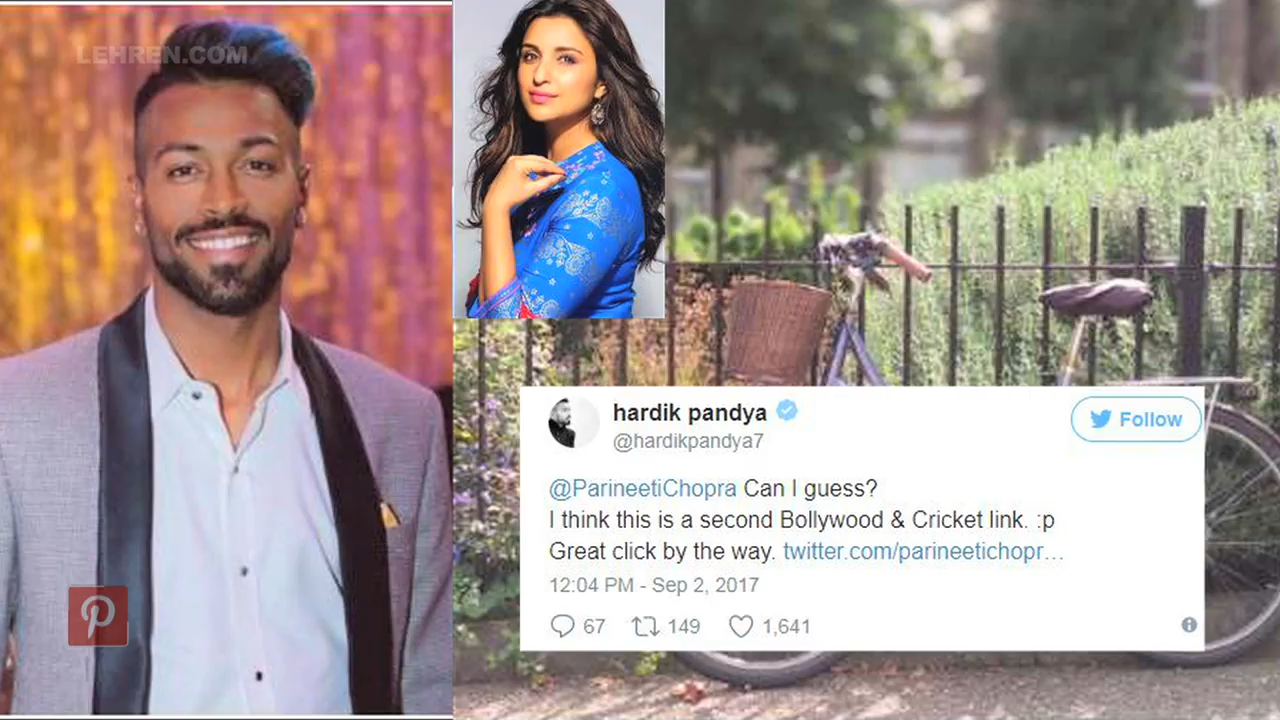 LEHREN.COM
hardik pandya
@hardikpandya7
Follow
@ParineetiChopra Can I guess?
I think this is a second Bollywood & Cricket link. :p
Great click by the way. twitter.com/parineetichopr…
12:04 PM - Sep 2, 2017
67 149 1,641